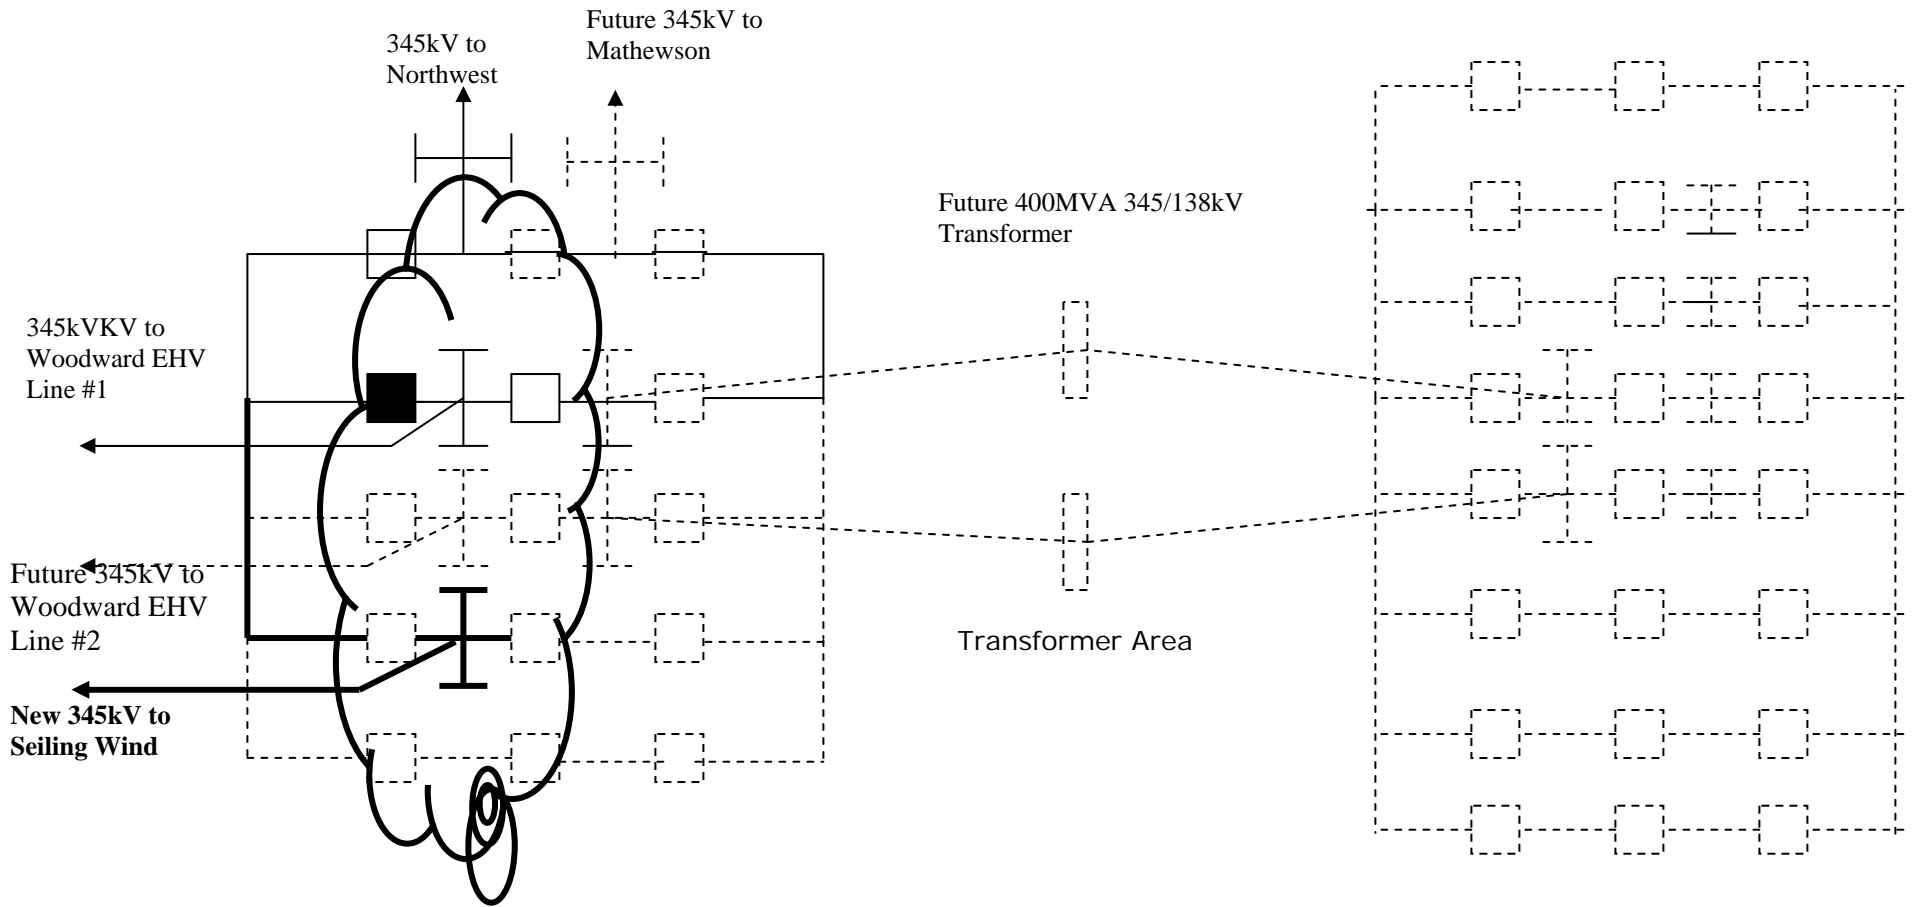 Future 345kV to
Mathewson
345kV to
Northwest
Future 400MVA 345/138kV
Transformer
345kVKV to
Woodward EHV
Line #1
Future 345kV to
Woodward EHV
Line #2
Transformer Area
New 345kV to
Seiling Wind